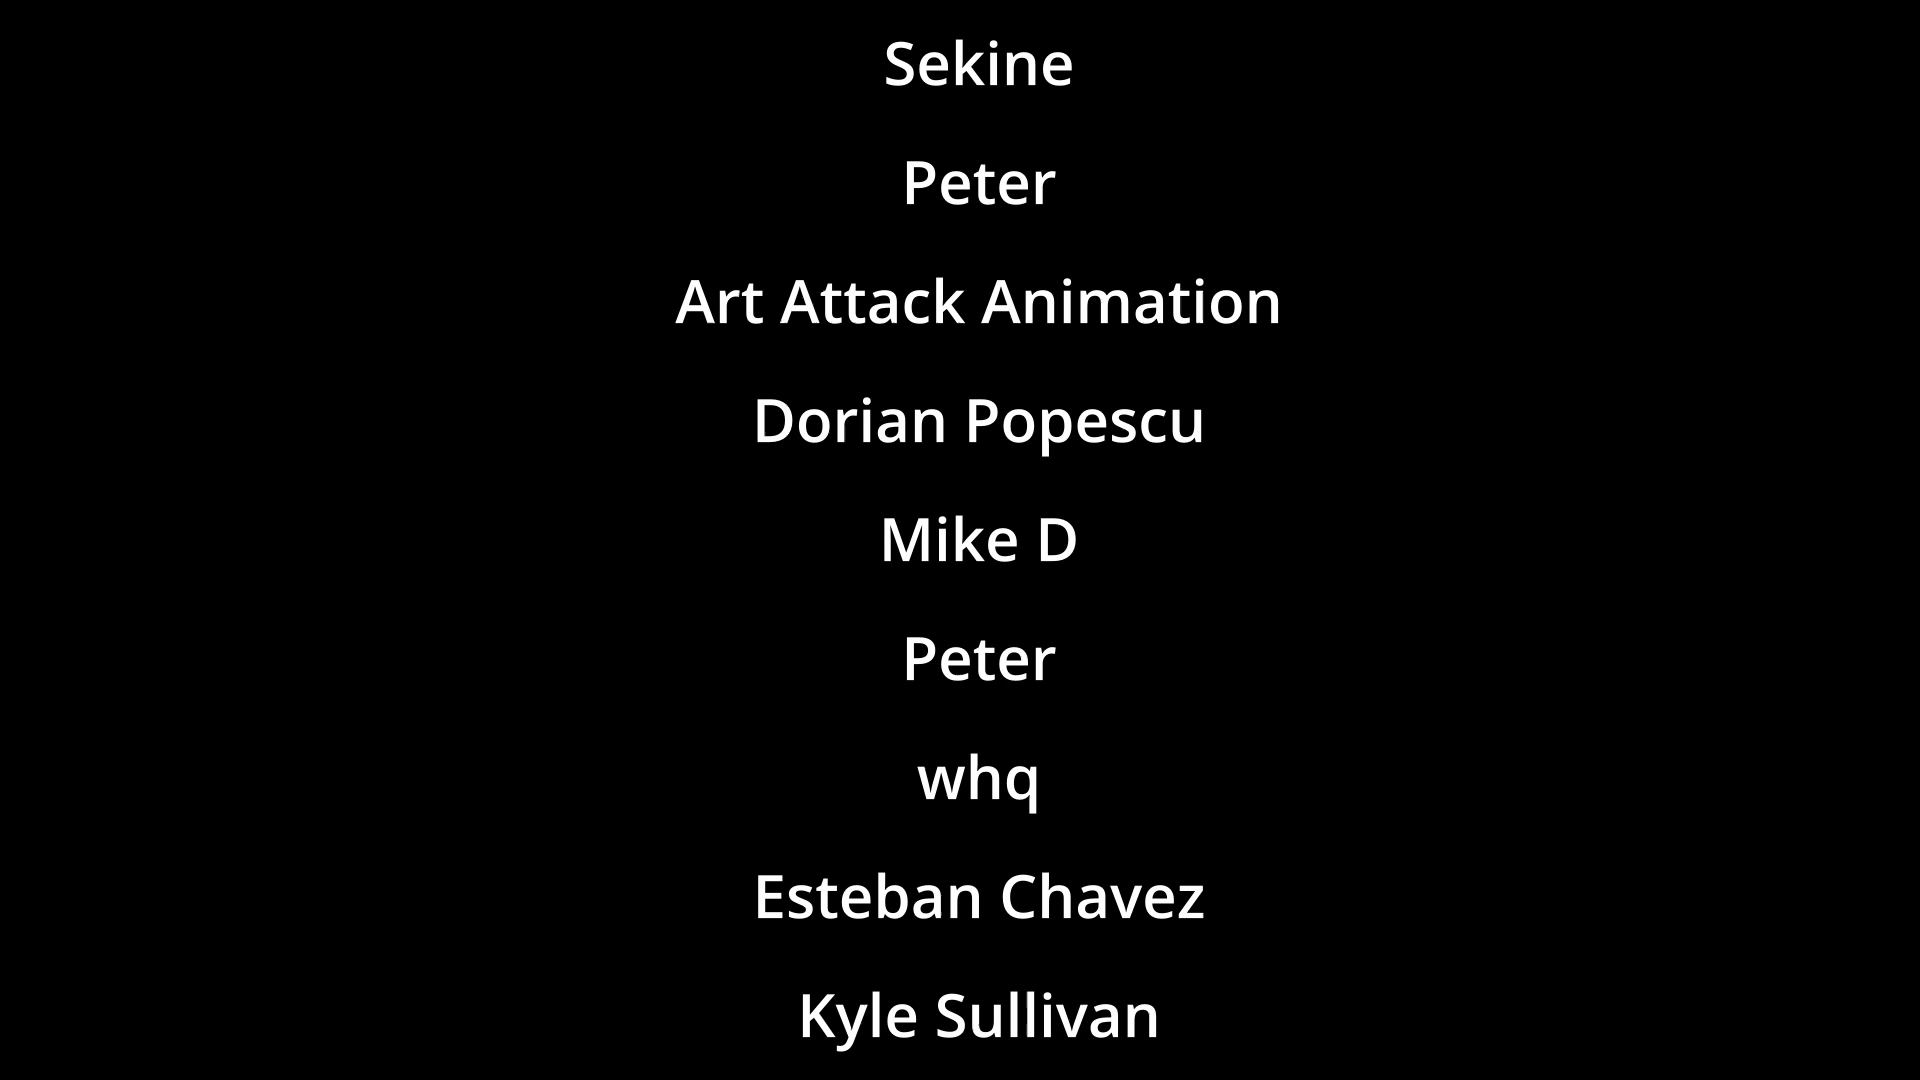 Sekine
Peter
Art Attack Animation
Dorian Popescu
Mike D
Peter
whq
Esteban Chavez
Kyle Sullivan